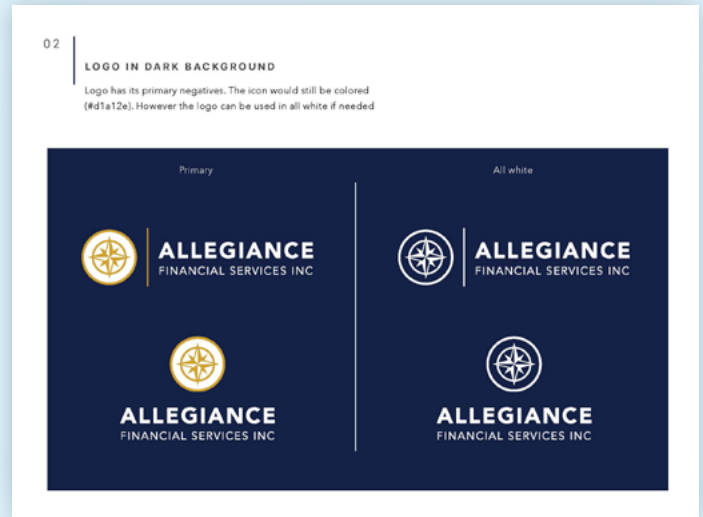 02
LOGO IN DARK BACKGROUND
Logo has its primary negatives. The icon would still be colored
(#d1a12e). However the logo can be used in all white if needed
Primary
All white
ALLEGIANCE
FINANCIAL SERVICES INC
ALLEGIANCE
FINANCIAL SERVICES INC
ALLEGIANCE
FINANCIAL SERVICES INC
ALLEGIANCE
FINANCIAL SERVICES INC